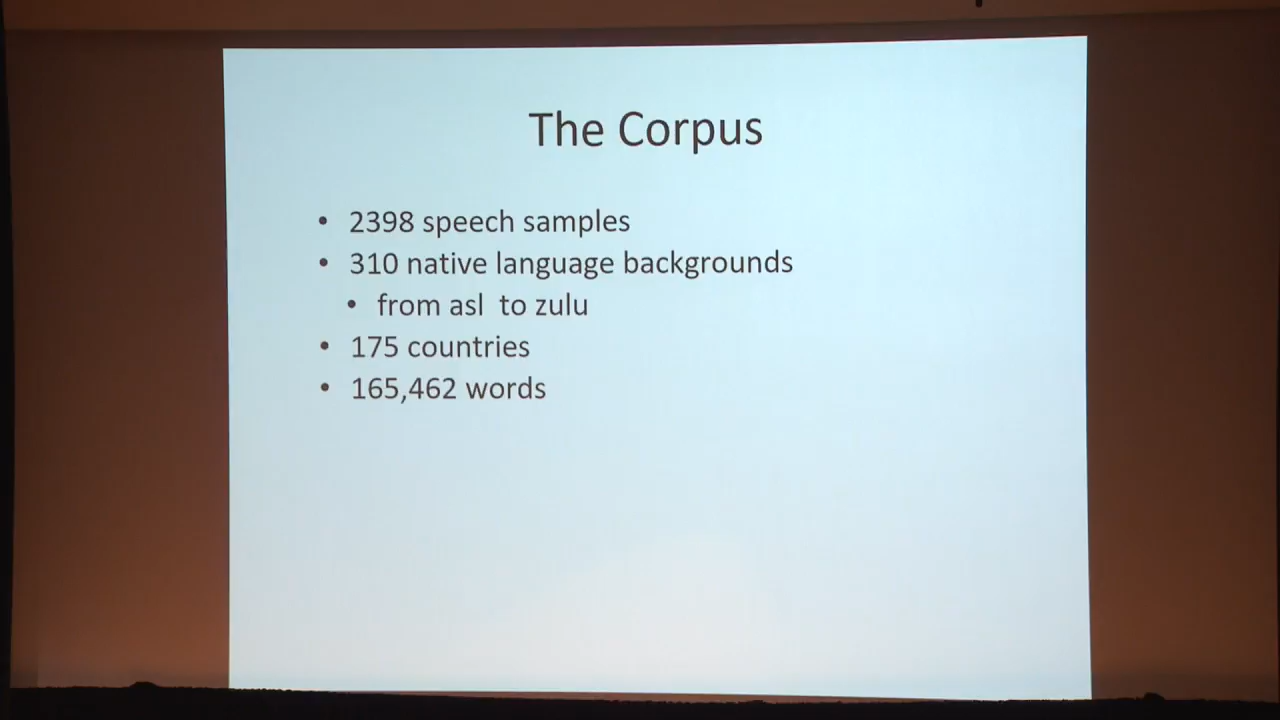 The Corpus
• 2398 speech samples
• 310 native language backgrounds
• from asl to zulu
• 175 countries
• 165,462 words